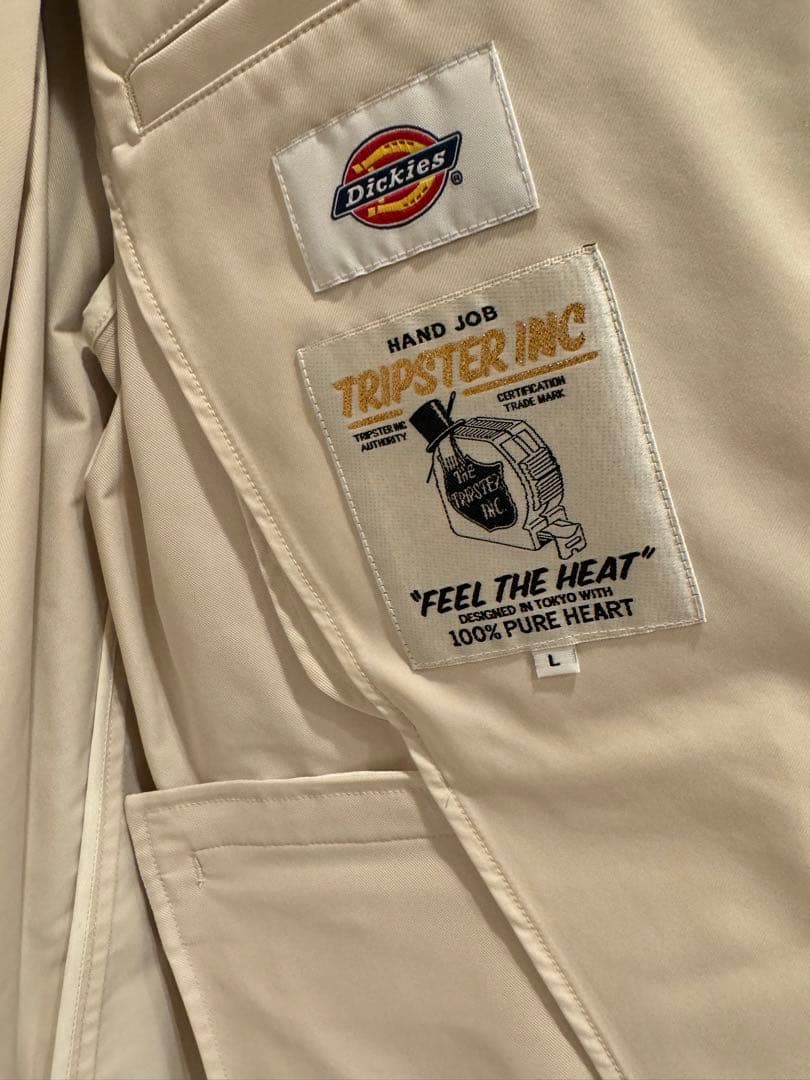 Dickies®
HAND JOB
TRIPSTER INC
TRIPSTER INC
AUTHORITY
CERTIFICATION
TRADE MARK
THE
TRIPSTER
INC.
"FEEL THE HEAT"
DESIGNED IN TOKYO WITH
100% PURE HEART
L